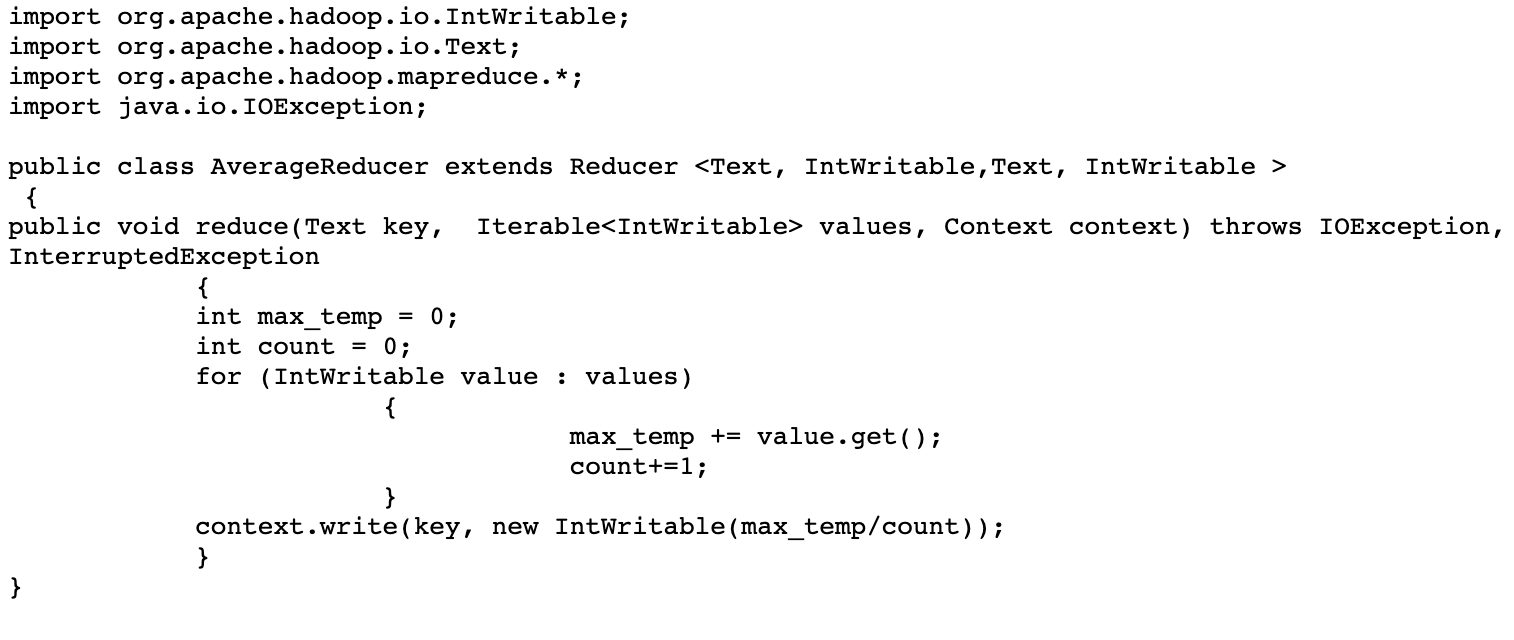 import org.apache.hadoop.io.IntWritable;
import org.apache.hadoop.io.Text;
import org.apache.hadoop.mapreduce.*;
import java.io.IOException;
public class AverageReducer extends Reducer <Text, IntWritable,Text, IntWritable >
{
public void reduce(Text key,  Iterable<IntWritable> values, Context context) throws IOException,
InterruptedException
{
int max_temp = 0;
int count = 0;
for (IntWritable value : values)
{
max_temp += value.get();
count+=1;
}
context.write(key, new IntWritable(max_temp/count));
}
}